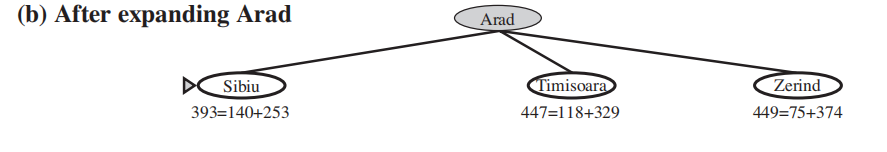 (b) After expanding Arad
Arad
Sibiu
Timisoara
Zerind
393=140+253
447=118+329
449=75+374